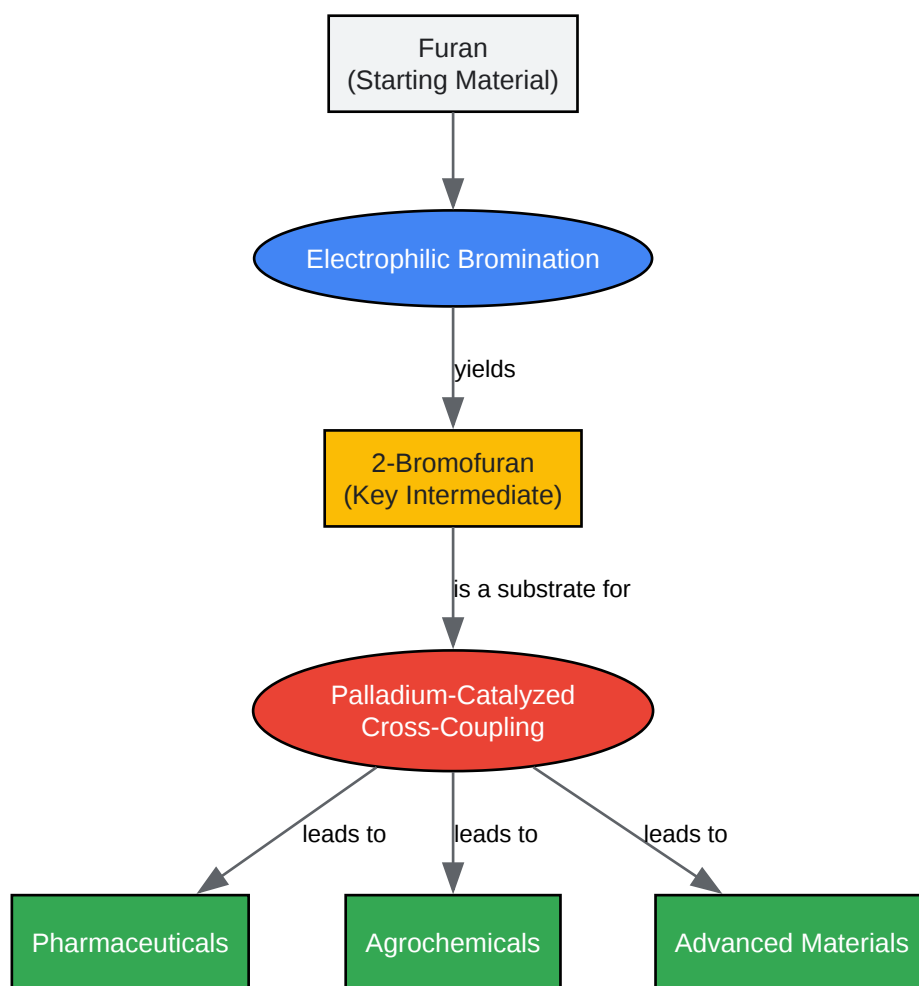 Furan
(Starting Material)
Electrophilic Bromination
yields
2-Bromofuran
(Key Intermediate)
is a substrate for
Palladium-Catalyzed
Cross-Coupling
leads to
leads to
leads to
Pharmaceuticals
Agrochemicals
Advanced Materials